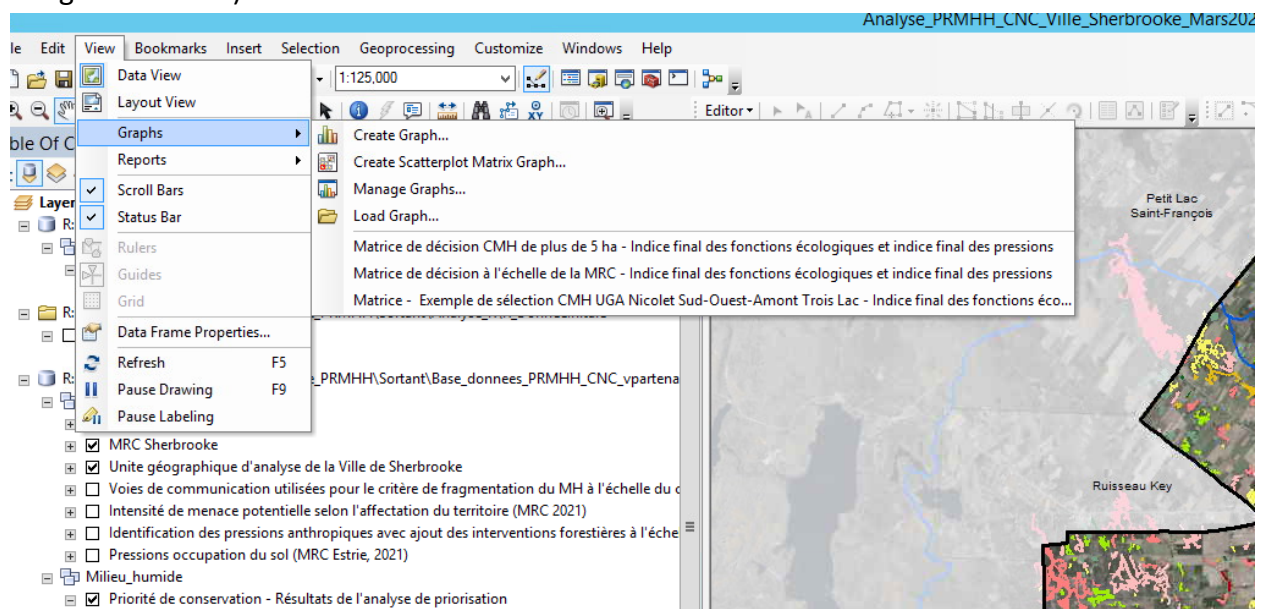 Analyse_PRMHH_CNC_Ville_Sherbrooke_Mars202
le Edit View Bookmarks Insert Selection Geoprocessing Customize Windows Help
1:125,000
Editor
Data View
Layout View
Graphs
Reports
Scroll Bars
Status Bar
Rulers
Guides
Grid
Data Frame Properties...
Refresh F5
Pause Drawing F9
Pause Labeling
Create Graph...
Create Scatterplot Matrix Graph...
Manage Graphs...
Load Graph...
Matrice de décision CMH de plus de 5 ha - Indice final des fonctions écologiques et indice final des pressions
Matrice de décision à l'échelle de la MRC - Indice final des fonctions écologiques et indice final des pressions
Matrice - Exemple de sélection CMH UGA Nicolet Sud-Ouest-Amont Trois Lac - Indice final des fonctions éco...
ble Of C
Layer
R:
R:
R:
_PRMHH\Sortant\Base_donnees_PRMHH_CNC_vpartena
MRC Sherbrooke
Unite géographique d'analyse de la Ville de Sherbrooke
Voies de communication utilisées pour le critère de fragmentation du MH à l'échelle du c
Intensité de menace potentielle selon l'affectation du territoire (MRC 2021)
Identification des pressions anthropiques avec ajout des interventions forestières à l'éche
Pressions occupation du sol (MRC Estrie, 2021)
Milieu_humide
Priorité de conservation - Résultats de l'analyse de priorisation
Petit Lac
Saint-François
Ruisseau Key